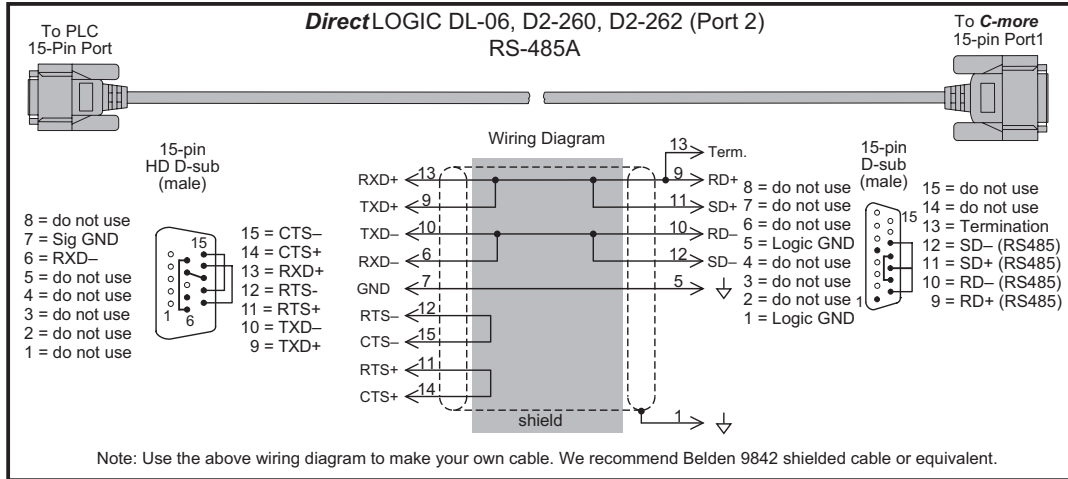 DirectLOGIC DL-06, D2-260, D2-262 (Port 2)
RS-485A
To PLC
15-Pin Port
To C-more
15-pin Port1
15-pin
HD D-sub
(male)
8 = do not use
7 = Sig GND
6 = RXD–
5 = do not use
4 = do not use
3 = do not use
2 = do not use
1 = do not use
15
1
6
15 = CTS–
14 = CTS+
13 = RXD+
12 = RTS-
11 = RTS+
10 = TXD–
9 = TXD+
Wiring Diagram
RXD+ 13
TXD+ 9
TXD– 10
RXD– 6
GND 7
RTS– 12
CTS– 15
RTS+ 11
CTS+ 14
shield
13 Term.
9 RD+
11 SD+
10 RD–
12 SD–
5
1
8 = do not use
7 = do not use
6 = do not use
5 = Logic GND
4 = do not use
3 = do not use
2 = do not use
1 = Logic GND
15-pin
D-sub
(male)
15
1
15 = do not use
14 = do not use
13 = Termination
12 = SD– (RS485)
11 = SD+ (RS485)
10 = RD– (RS485)
9 = RD+ (RS485)
Note: Use the above wiring diagram to make your own cable. We recommend Belden 9842 shielded cable or equivalent.